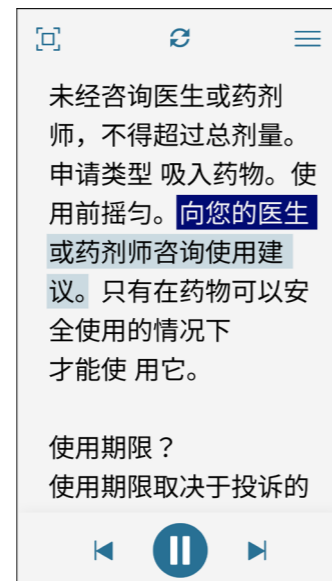 未经咨询医生或药剂
师，不得超过总剂量。
申请类型 吸入药物。使
用前摇匀。向您的医生
或药剂师咨询使用建
议。只有在药物可以安
全使用的情况下
才能使 用它。
使用期限？
使用期限取决于投诉的